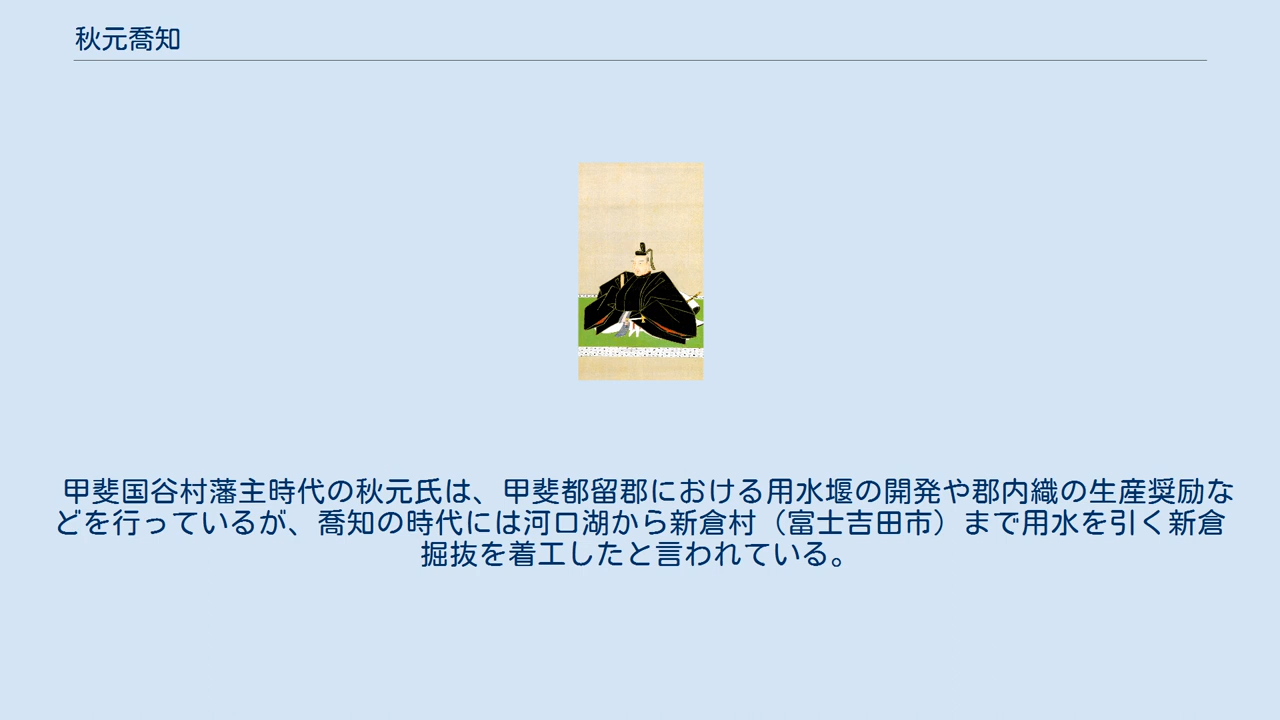 秋元喬知
甲斐国谷村藩主時代の秋元氏は、甲斐都留郡における用水堰の開発や郡内織の生産奨励な
どを行っているが、喬知の時代には河口湖から新倉村（富士吉田市）まで用水を引く新倉
掘抜を着工したと言われている。